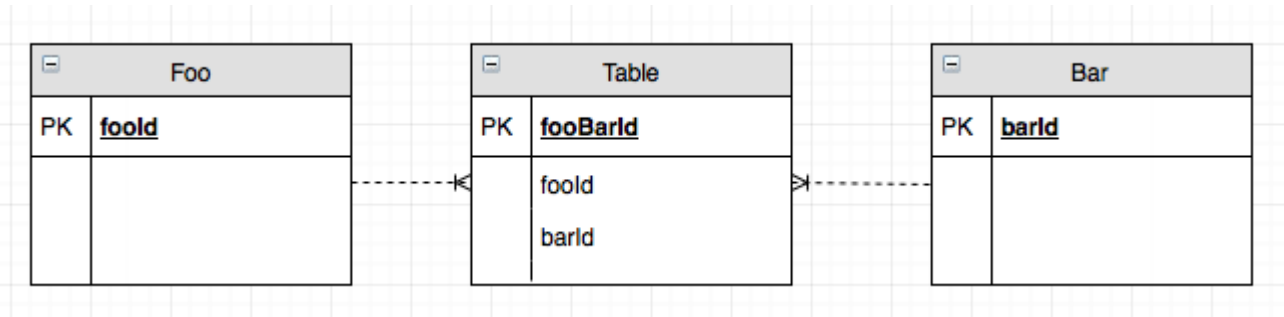 Foo
PK fooId
Table
PK fooBarId
fooId
barId
Bar
PK barId